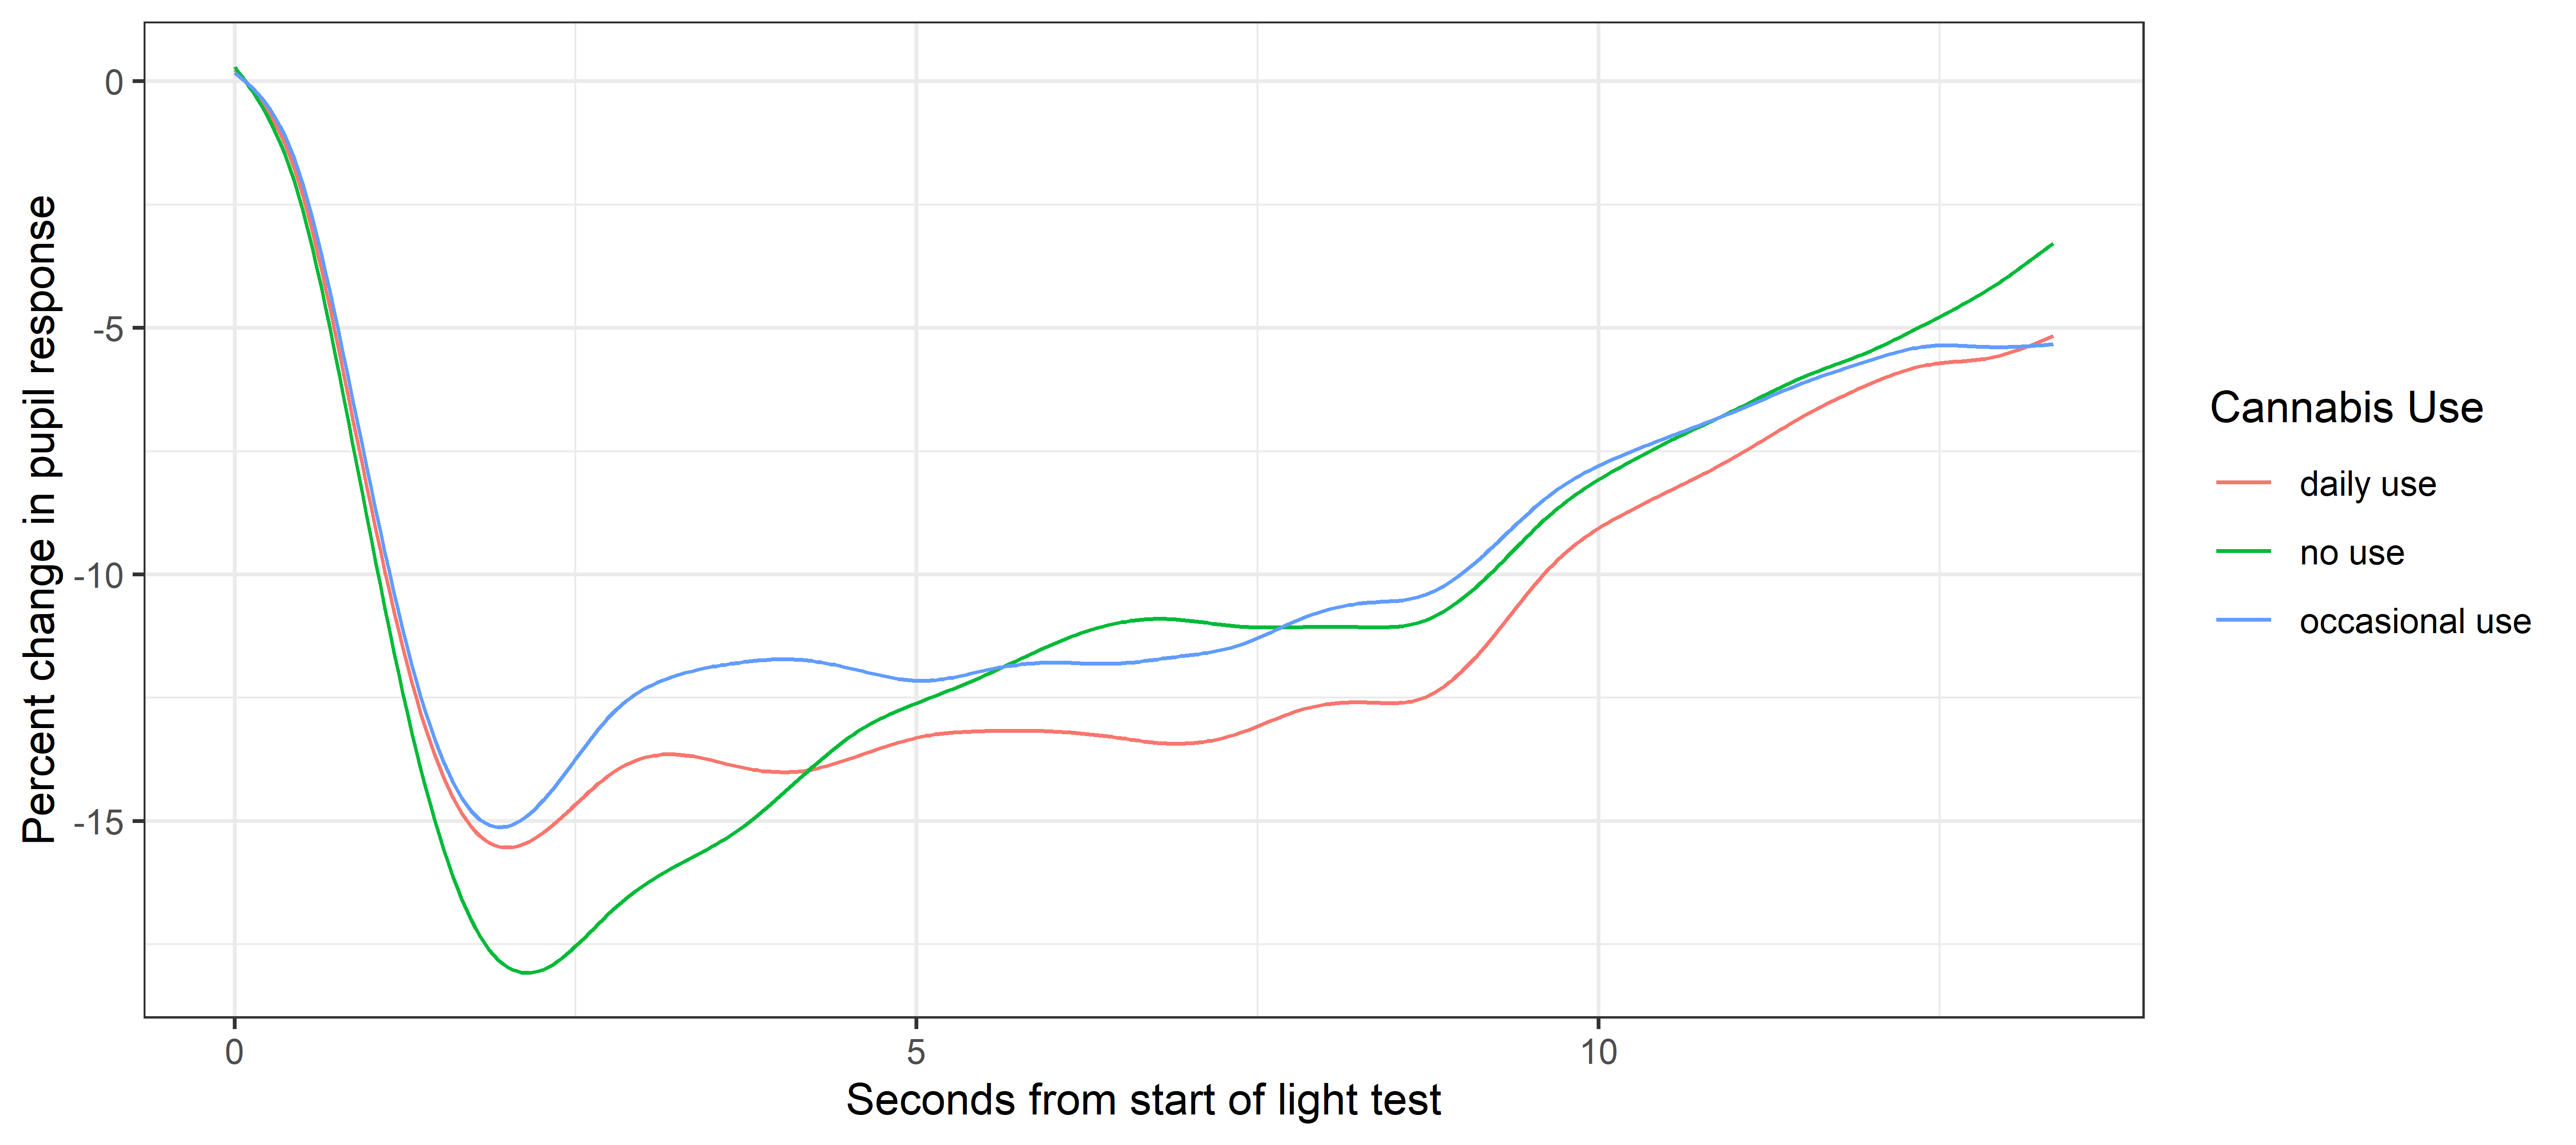 Percent change in pupil response
0
-5
-10
-15
0
5
10
Seconds from start of light test
Cannabis Use
daily use
no use
occasional use